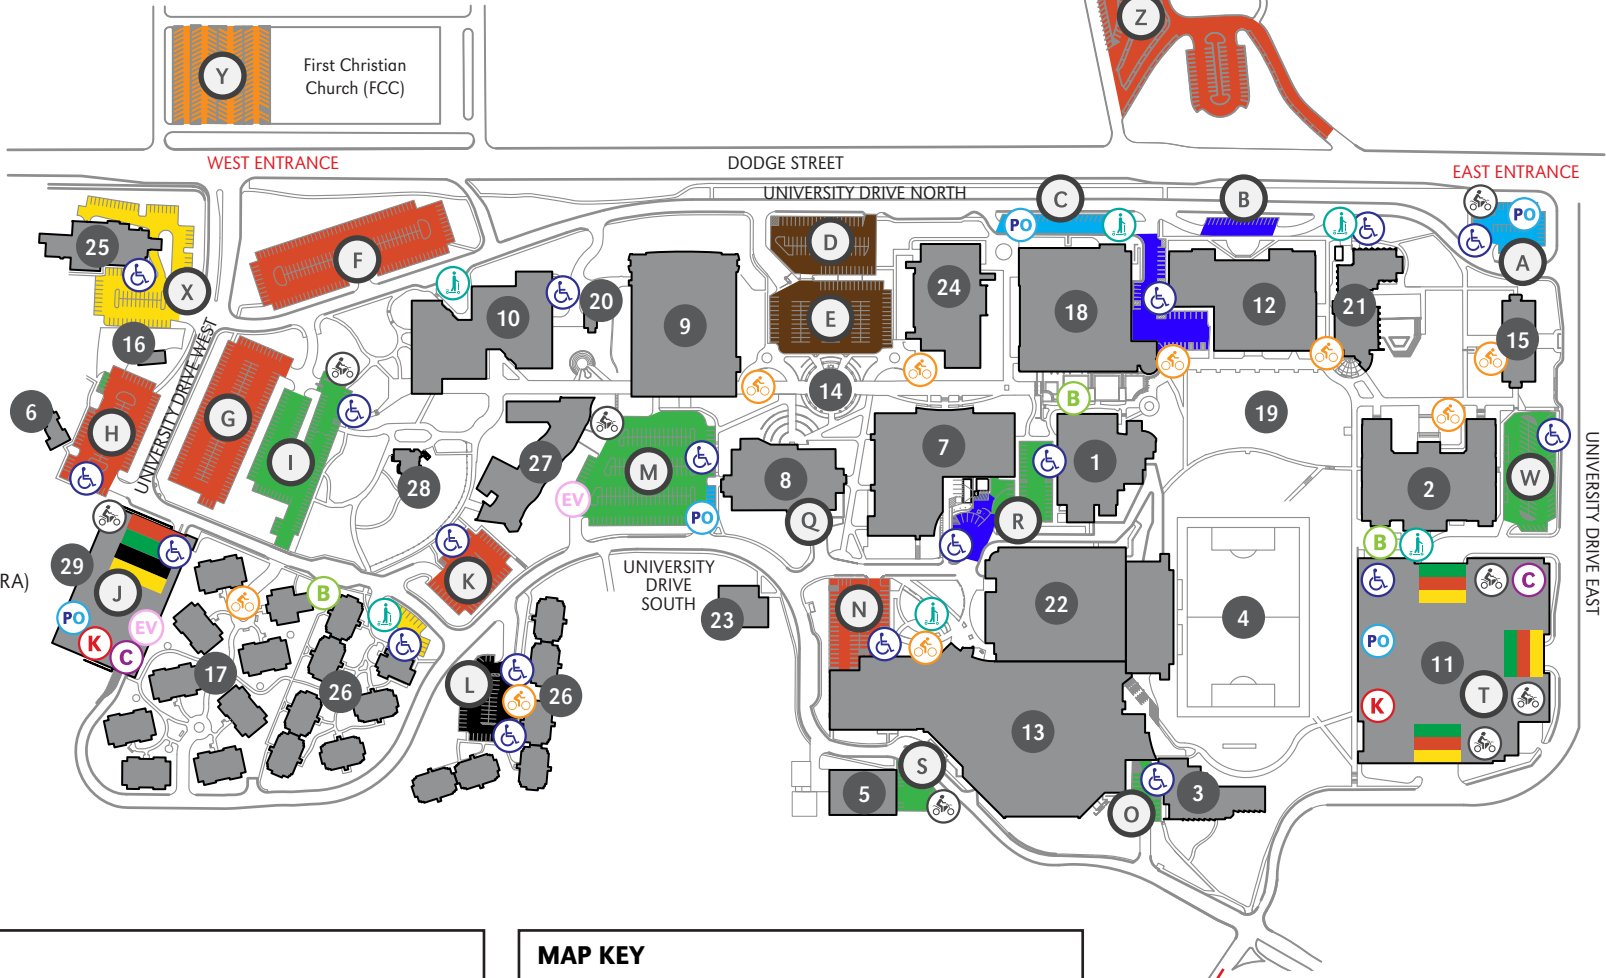 Z
Y
First Christian
Church (FCC)
WEST ENTRANCE
DODGE STREET
EAST ENTRANCE
UNIVERSITY DRIVE NORTH
C
B
PO
PO
A
25
X
F
D
24
E
10
20
9
18
12
21
15
16
UNIVERSITY DRIVE WEST
14
B
19
6
H
G
I
M
27
28
EV
PO
8
Q
7
R
1
2
W
UNIVERSITY DRIVE EAST
B
29
J
RA)
PO
K
C
EV
B
K
UNIVERSITY
DRIVE
SOUTH
23
N
22
4
C
PO
11
T
K
17
26
L
26
13
S
5
O
3
MAP KEY